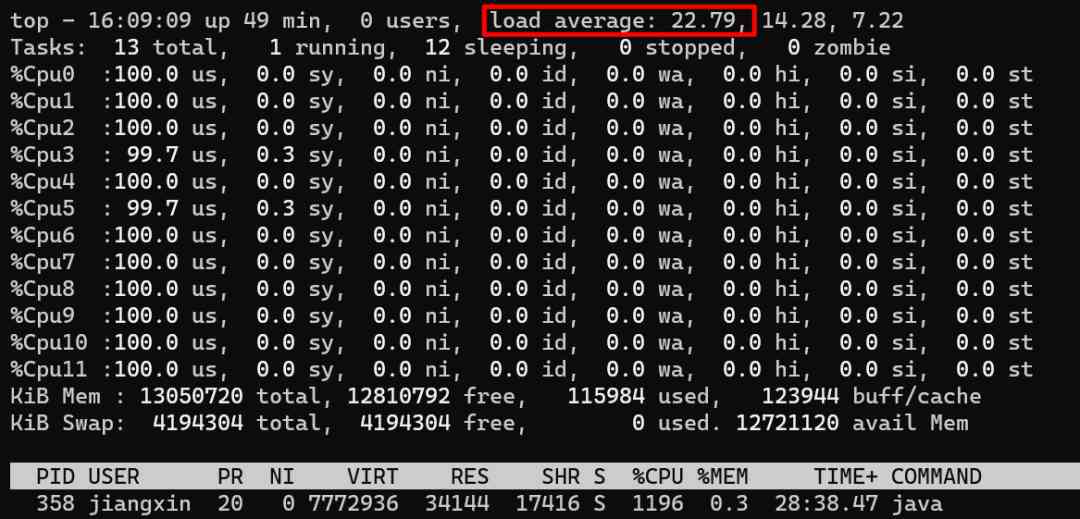 top - 16:09:09 up 49 min,  0 users,  load average: 22.79, 14.28, 7.22
Tasks:  13 total,   1 running,  12 sleeping,   0 stopped,   0 zombie
%Cpu0  :100.0 us,  0.0 sy,  0.0 ni,  0.0 id,  0.0 wa,  0.0 hi,  0.0 si,  0.0 st
%Cpu1  :100.0 us,  0.0 sy,  0.0 ni,  0.0 id,  0.0 wa,  0.0 hi,  0.0 si,  0.0 st
%Cpu2  :100.0 us,  0.0 sy,  0.0 ni,  0.0 id,  0.0 wa,  0.0 hi,  0.0 si,  0.0 st
%Cpu3  : 99.7 us,  0.3 sy,  0.0 ni,  0.0 id,  0.0 wa,  0.0 hi,  0.0 si,  0.0 st
%Cpu4  :100.0 us,  0.0 sy,  0.0 ni,  0.0 id,  0.0 wa,  0.0 hi,  0.0 si,  0.0 st
%Cpu5  : 99.7 us,  0.3 sy,  0.0 ni,  0.0 id,  0.0 wa,  0.0 hi,  0.0 si,  0.0 st
%Cpu6  :100.0 us,  0.0 sy,  0.0 ni,  0.0 id,  0.0 wa,  0.0 hi,  0.0 si,  0.0 st
%Cpu7  :100.0 us,  0.0 sy,  0.0 ni,  0.0 id,  0.0 wa,  0.0 hi,  0.0 si,  0.0 st
%Cpu8  :100.0 us,  0.0 sy,  0.0 ni,  0.0 id,  0.0 wa,  0.0 hi,  0.0 si,  0.0 st
%Cpu9  :100.0 us,  0.0 sy,  0.0 ni,  0.0 id,  0.0 wa,  0.0 hi,  0.0 si,  0.0 st
%Cpu10 :100.0 us,  0.0 sy,  0.0 ni,  0.0 id,  0.0 wa,  0.0 hi,  0.0 si,  0.0 st
%Cpu11 :100.0 us,  0.0 sy,  0.0 ni,  0.0 id,  0.0 wa,  0.0 hi,  0.0 si,  0.0 st
KiB Mem : 13050720 total, 12810792 free,   115984 used,   123944 buff/cache
KiB Swap:  4194304 total,  4194304 free,        0 used. 12721120 avail Mem
  PID USER      PR  NI    VIRT    RES    SHR S  %CPU %MEM     TIME+ COMMAND
  358 jiangxin  20   0 7772936  34144  17416 S  1196  0.3  28:38.47 java